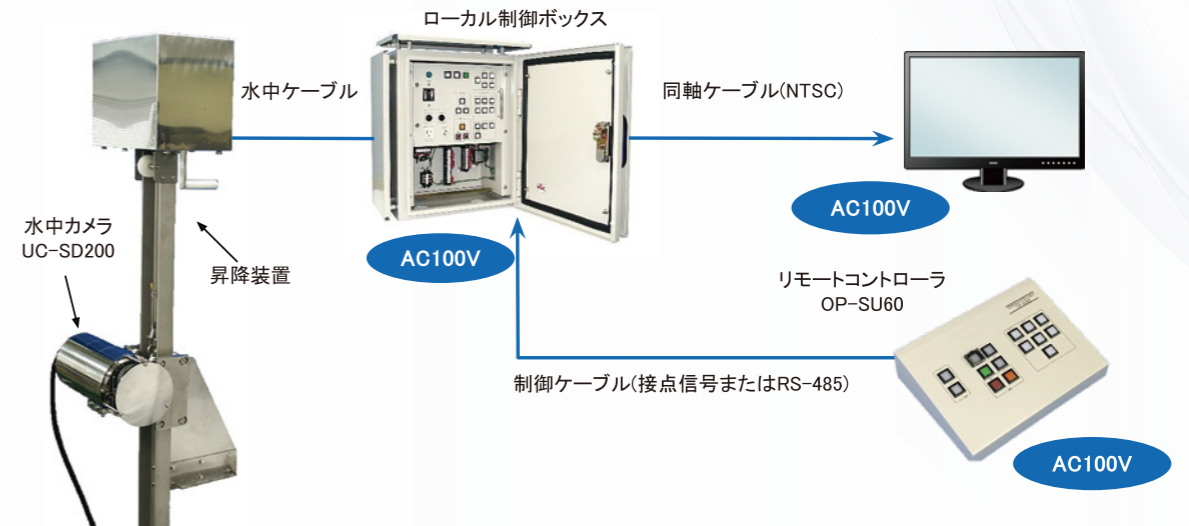 ローカル制御ボックス
水中ケーブル
同軸ケーブル(NTSC)
AC100V
水中カメラ
UC-SD200
昇降装置
AC100V
リモートコントローラ
OP-SU60
制御ケーブル(接点信号またはRS-485)
AC100V